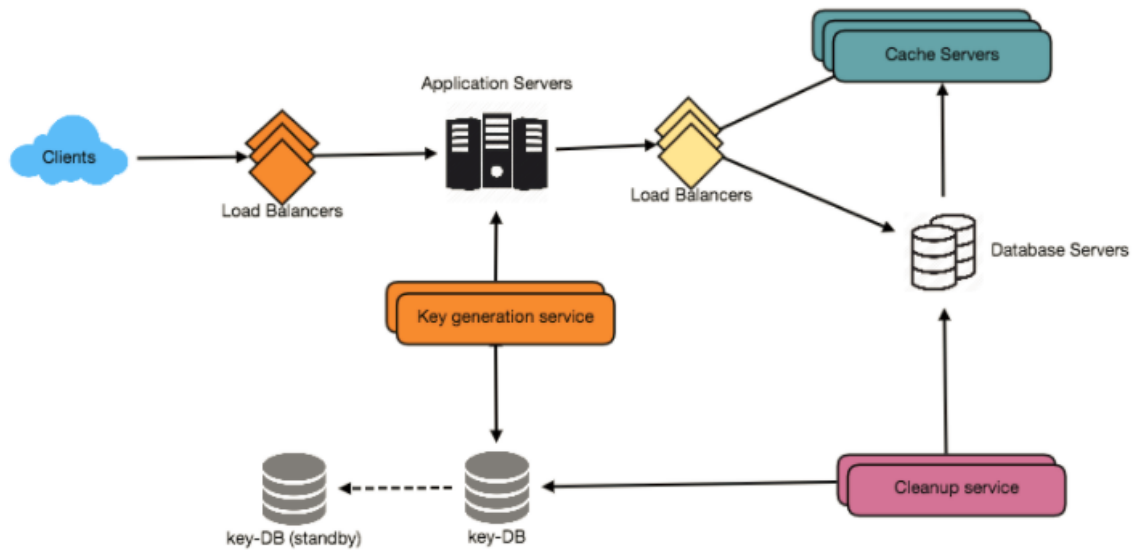 Cache Servers
Application Servers
Clients
Load Balancers
Load Balancers
Database Servers
Key generation service
Cleanup service
key-DB (standby)
key-DB